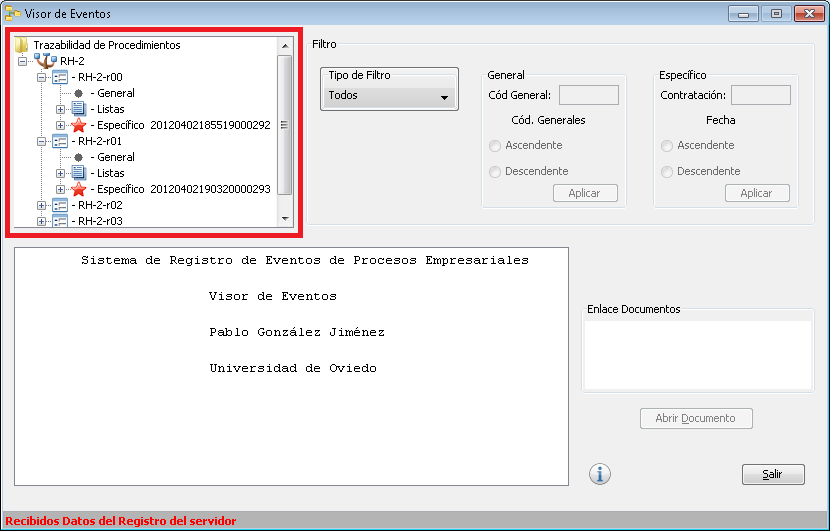 Visor de Eventos
Trazabilidad de Procedimientos
RH-2
- RH-2-r00
- General
- Listas
- Específico 20120402185519000292
- RH-2-r01
- General
- Listas
- Específico 20120402190320000293
- RH-2-r02
- RH-2-r03
Filtro
Tipo de Filtro
Todos
General
Cód General:
Cód. Generales
Ascendente
Descendente
Aplicar
Específico
Contratación:
Fecha
Ascendente
Descendente
Aplicar
Sistema de Registro de Eventos de Procesos Empresariales
Visor de Eventos
Pablo González Jiménez
Universidad de Oviedo
Enlace Documentos
Abrir Documento
Salir
Recibidos Datos del Registro del servidor